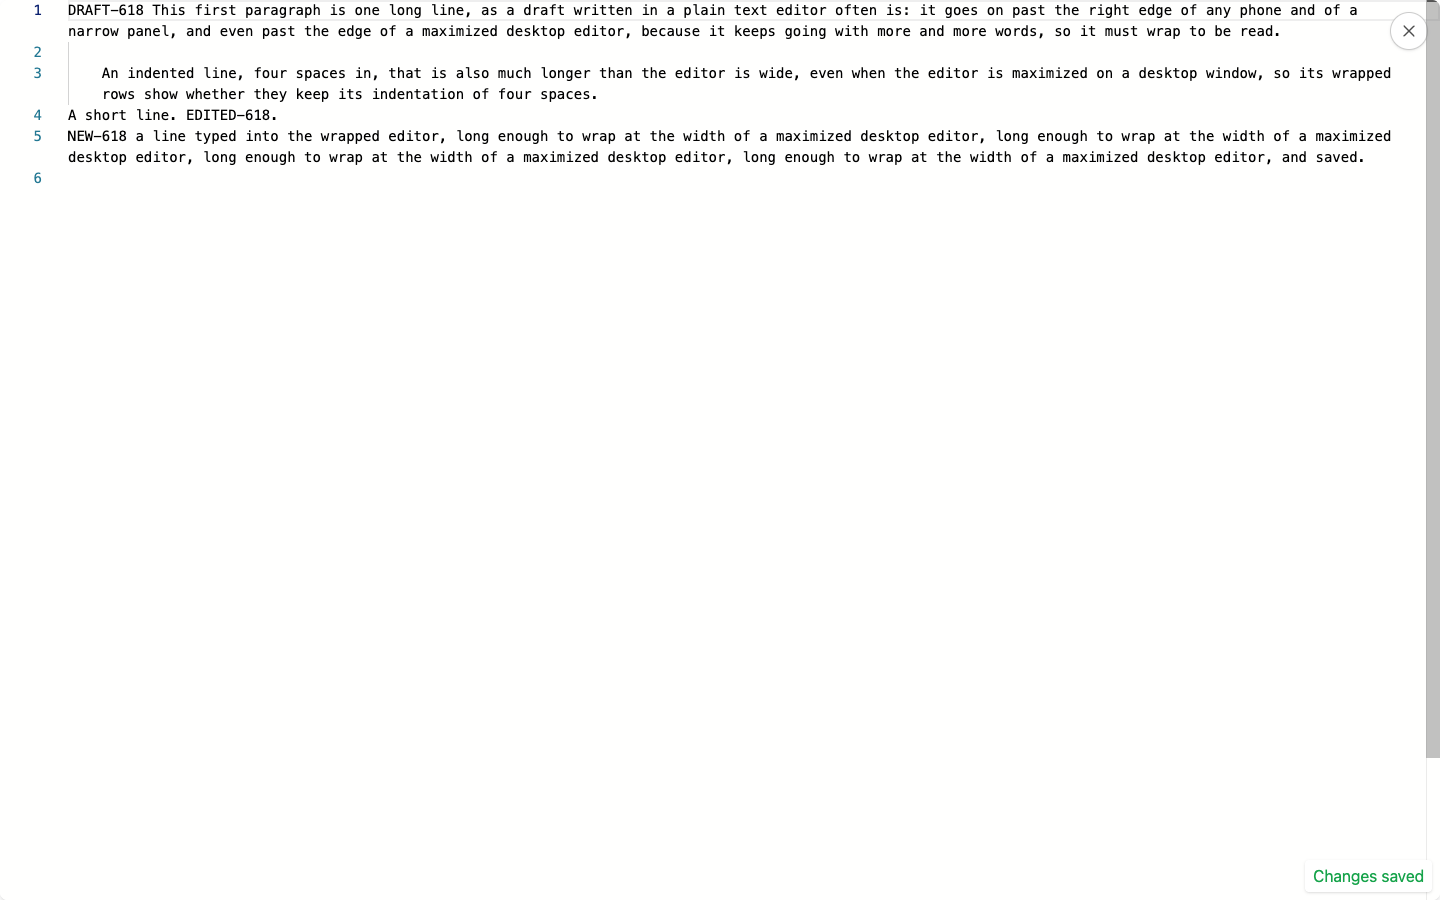 1 DRAFT-618 This first paragraph is one long line, as a draft written in a plain text editor often is: it goes on past the right edge of any phone and of a
narrow panel, and even past the edge of a maximized desktop editor, because it keeps going with more and more words, so it must wrap to be read.
2
3 An indented line, four spaces in, that is also much longer than the editor is wide, even when the editor is maximized on a desktop window, so its wrapped
rows show whether they keep its indentation of four spaces.
4 A short line. EDITED-618.
5 NEW-618 a line typed into the wrapped editor, long enough to wrap at the width of a maximized desktop editor, long enough to wrap at the width of a maximized
desktop editor, long enough to wrap at the width of a maximized desktop editor, long enough to wrap at the width of a maximized desktop editor, and saved.
6
Changes saved